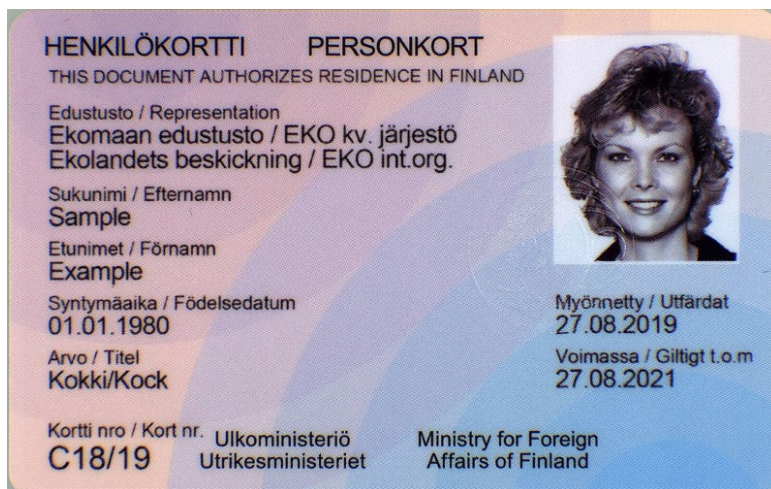 HENKILÖKORTTI PERSONKORT
THIS DOCUMENT AUTHORIZES RESIDENCE IN FINLAND
Edustusto / Representation
Ekomaan edustusto / EKO kv. järjestö
Ekolandets beskickning / EKO int.org.
Sukunimi / Efternamn
Sample
Etunimet / Förnamn
Example
Syntymäaika / Födelsedatum
01.01.1980
Myönnetty / Utfärdat
27.08.2019
Arvo / Titel
Kokki/Kock
Voimassa / Giltigt t.o.m
27.08.2021
Kortti nro / Kort nr.
C18/19
Ulkoministeriö
Utrikesministeriet
Ministry for Foreign
Affairs of Finland